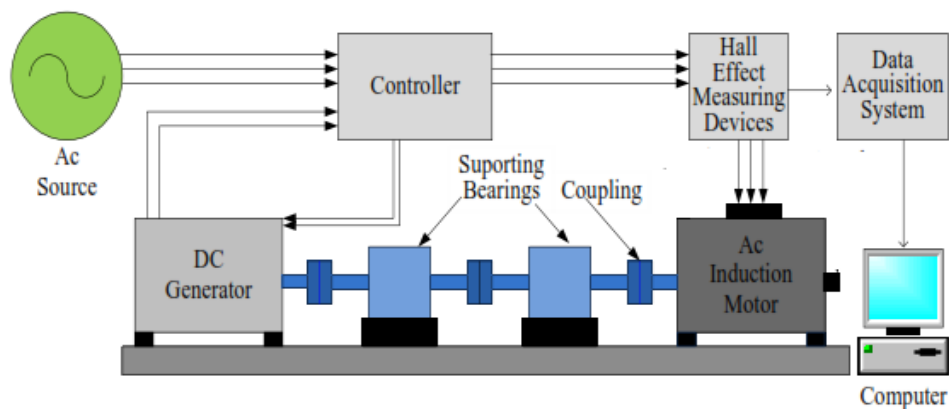 Ac
Source
Controller
Hall
Effect
Measuring
Devices
Data
Acquisition
System
Suporting
Bearings
Coupling
DC
Generator
Ac
Induction
Motor
Computer